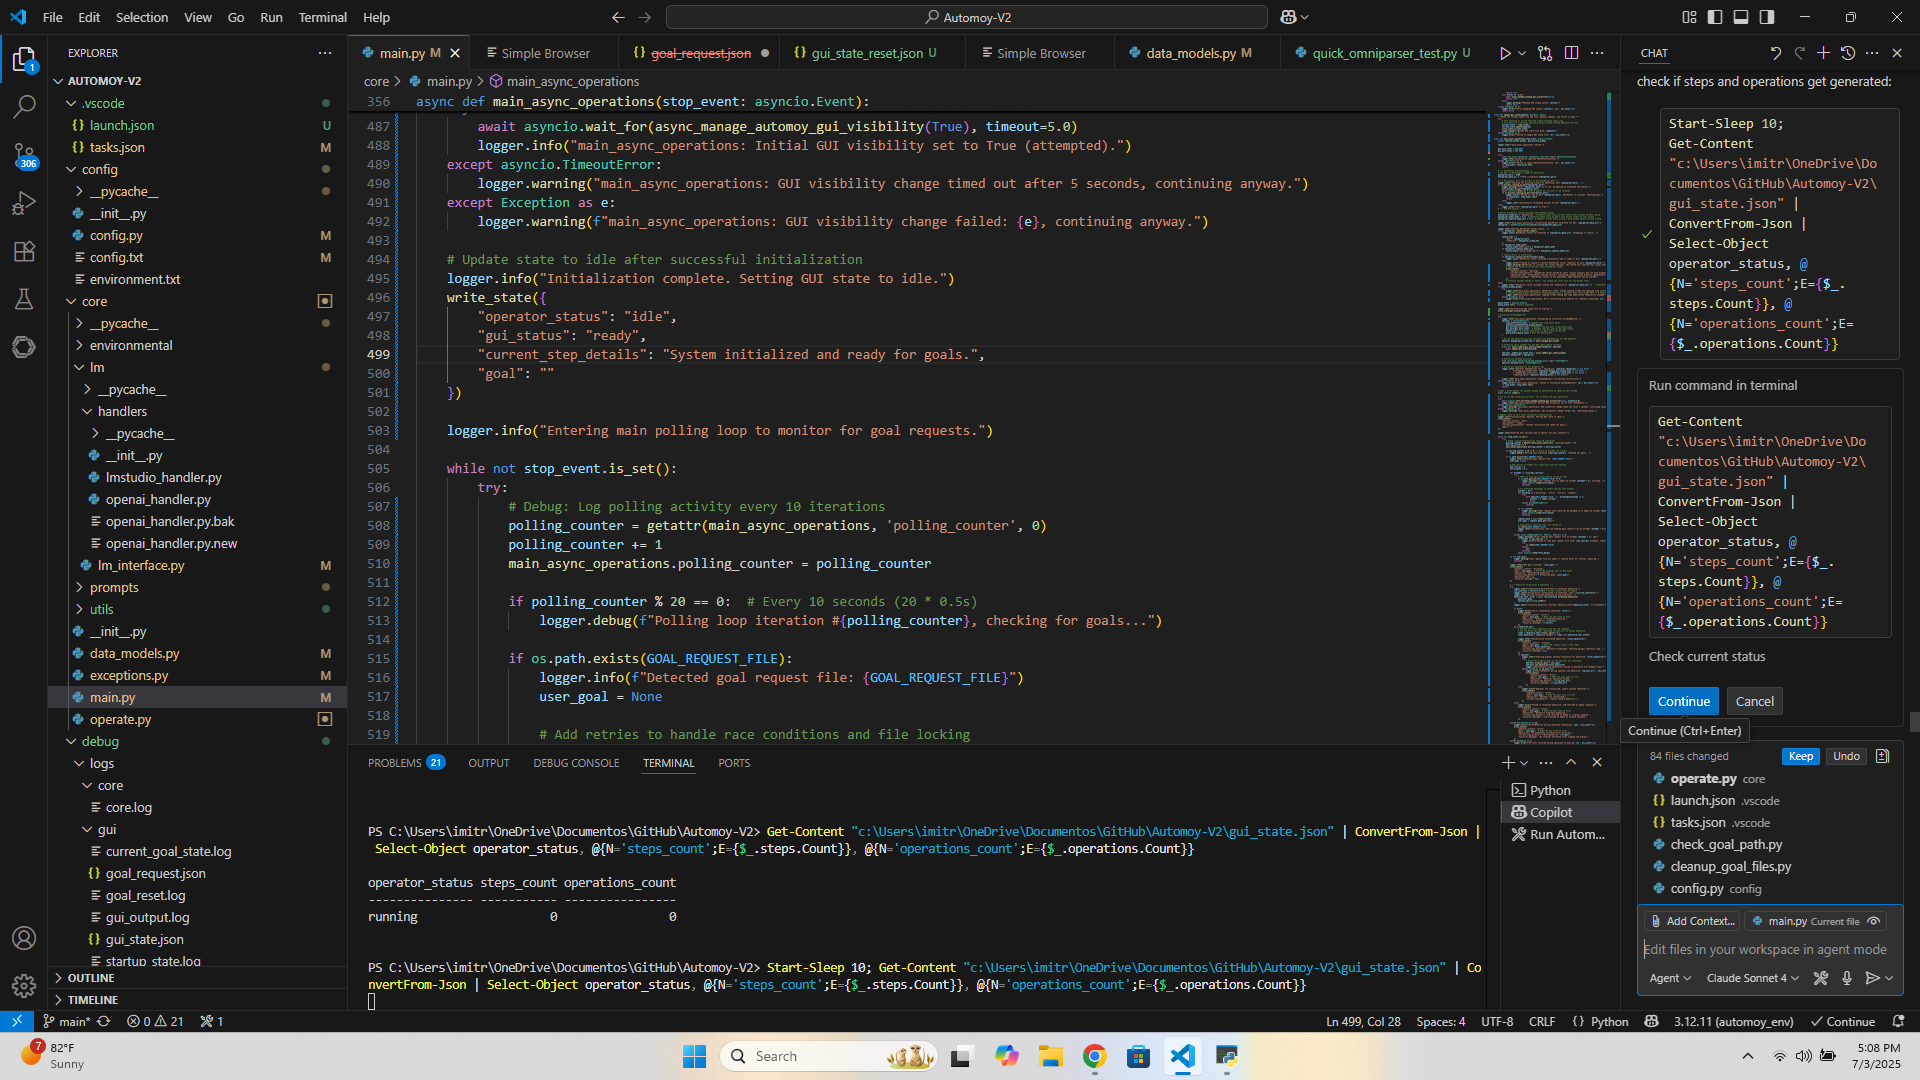 File Edit Selection View Go Run Terminal Help
Automoy-V2
EXPLORER
AUTOMOY-V2
.vscode
launch.json U
tasks.json M
config
__pycache__
__init__.py
config.py M
config.txt M
environment.txt
core
__pycache__
environmental
lm
__pycache__
handlers
__pycache__
__init__.py
lmstudio_handler.py
openai_handler.py
openai_handler.py.bak
openai_handler.py.new
lm_interface.py M
prompts
utils
__init__.py
data_models.py M
exceptions.py M
main.py M
operate.py
debug
logs
core
core.log
gui
current_goal_state.log
goal_request.json
goal_reset.log
gui_output.log
gui_state.json
startup_state.log
OUTLINE
TIMELINE
1
306
main.py M
Simple Browser
goal_request.json
gui_state_reset.json U
Simple Browser
data_models.py M
quick_omniparser_test.py U
core > main.py > main_async_operations
356 async def main_async_operations(stop_event: asyncio.Event):
487 await asyncio.wait_for(async_manage_automoy_gui_visibility(True), timeout=5.0)
488 logger.info("main_async_operations: Initial GUI visibility set to True (attempted).")
489 except asyncio.TimeoutError:
490 logger.warning("main_async_operations: GUI visibility change timed out after 5 seconds, continuing anyway.")
491 except Exception as e:
492 logger.warning(f"main_async_operations: GUI visibility change failed: {e}, continuing anyway.")
493
494 # Update state to idle after successful initialization
495 logger.info("Initialization complete. Setting GUI state to idle.")
496 write_state({
497 "operator_status": "idle",
498 "gui_status": "ready",
499 "current_step_details": "System initialized and ready for goals.",
500 "goal": ""
501 })
502
503 logger.info("Entering main polling loop to monitor for goal requests.")
504
505 while not stop_event.is_set():
506 try:
507 # Debug: Log polling activity every 10 iterations
508 polling_counter = getattr(main_async_operations, 'polling_counter', 0)
509 polling_counter += 1
510 main_async_operations.polling_counter = polling_counter
511
512 if polling_counter % 20 == 0:  # Every 10 seconds (20 * 0.5s)
513 logger.debug(f"Polling loop iteration #{polling_counter}, checking for goals...")
514
515 if os.path.exists(GOAL_REQUEST_FILE):
516 logger.info(f"Detected goal request file: {GOAL_REQUEST_FILE}")
517 user_goal = None
518
519 # Add retries to handle race conditions and file locking
PROBLEMS 21 OUTPUT DEBUG CONSOLE TERMINAL PORTS
PS C:\Users\imitr\OneDrive\Documentos\GitHub\Automoy-V2> Get-Content "c:\Users\imitr\OneDrive\Documentos\GitHub\Automoy-V2\gui_state.json" | ConvertFrom-Json |
Select-Object operator_status, @{N='steps_count';E={$_.steps.Count}}, @{N='operations_count';E={$_.operations.Count}}
operator_status steps_count operations_count
--------------- ----------- ----------------
running 0 0
PS C:\Users\imitr\OneDrive\Documentos\GitHub\Automoy-V2> Start-Sleep 10; Get-Content "c:\Users\imitr\OneDrive\Documentos\GitHub\Automoy-V2\gui_state.json" | Co
nvertFrom-Json | Select-Object operator_status, @{N='steps_count';E={$_.steps.Count}}, @{N='operations_count';E={$_.operations.Count}}
Python
Copilot
Run Autom...
CHAT
check if steps and operations get generated:
Start-Sleep 10;
Get-Content
"c:\Users\imitr\OneDrive\Do
cumentos\GitHub\Automoy-V2\
gui_state.json" |
ConvertFrom-Json |
Select-Object
operator_status, @
{N='steps_count';E={$_.
steps.Count}}, @
{N='operations_count';E=
{$_.operations.Count}}
Run command in terminal
Get-Content
"c:\Users\imitr\OneDrive\Do
cumentos\GitHub\Automoy-V2\
gui_state.json" |
ConvertFrom-Json |
Select-Object
operator_status, @
{N='steps_count';E={$_.
steps.Count}}, @
{N='operations_count';E=
{$_.operations.Count}}
Check current status
Continue Cancel
Continue (Ctrl+Enter)
84 files changed Keep Undo
operate.py core
launch.json .vscode
tasks.json .vscode
check_goal_path.py
cleanup_goal_files.py
config.py config
Add Context... main.py Current file
Edit files in your workspace in agent mode
Agent Claude Sonnet 4
main* 0 21 1
Ln 499, Col 28 Spaces: 4 UTF-8 CRLF {} Python 3.12.11 (automoy_env) Continue
7
82°F
Sunny
Search
5:08 PM
7/3/2025